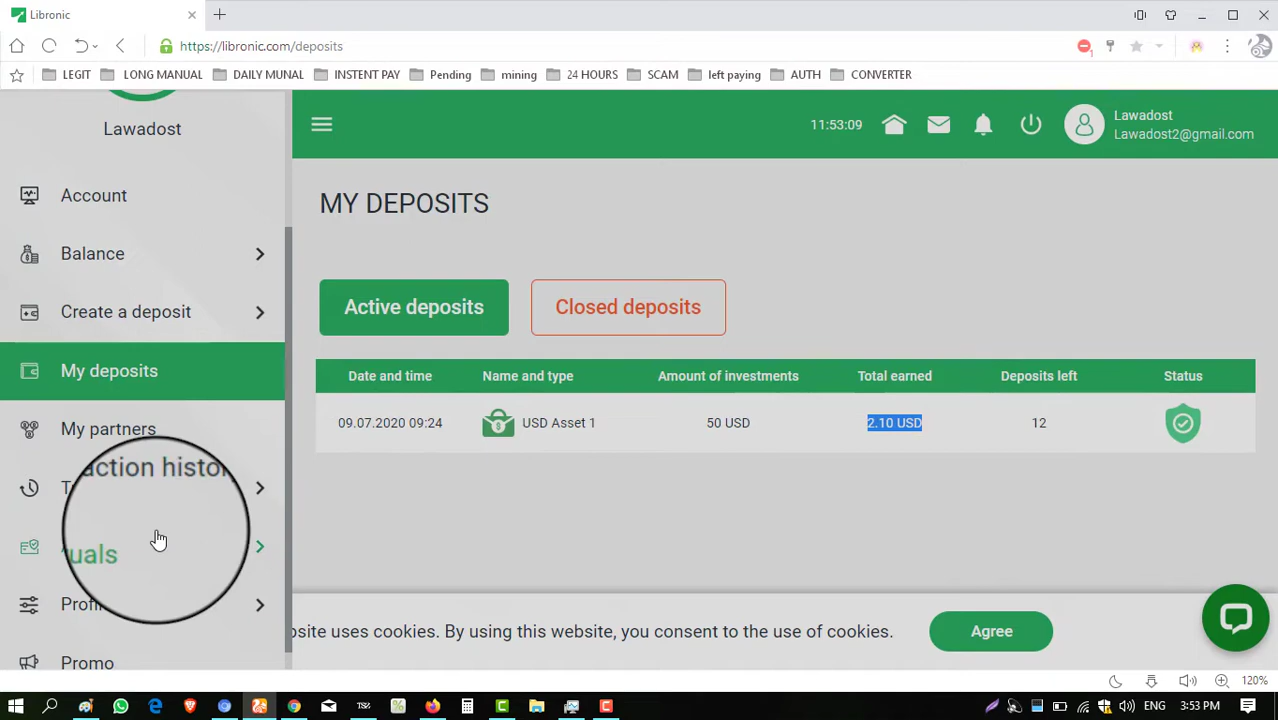 Libronic
https://libronic.com/deposits
1
LEGIT LONG MANUAL DAILY MUNAL INSTENT PAY Pending mining 24 HOURS SCAM left paying AUTH CONVERTER
Lawadost
11:53:09
Lawadost
Lawadost2@gmail.com
Account
Balance
Create a deposit
My deposits
My partners
action histor
uals
Profi
Promo
MY DEPOSITS
Active deposits
Closed deposits
Date and time Name and type Amount of investments Total earned Deposits left Status
09.07.2020 09:24 USD Asset 1 50 USD 2.10 USD 12
site uses cookies. By using this website, you consent to the use of cookies.
Agree
120%
ENG 3:53 PM